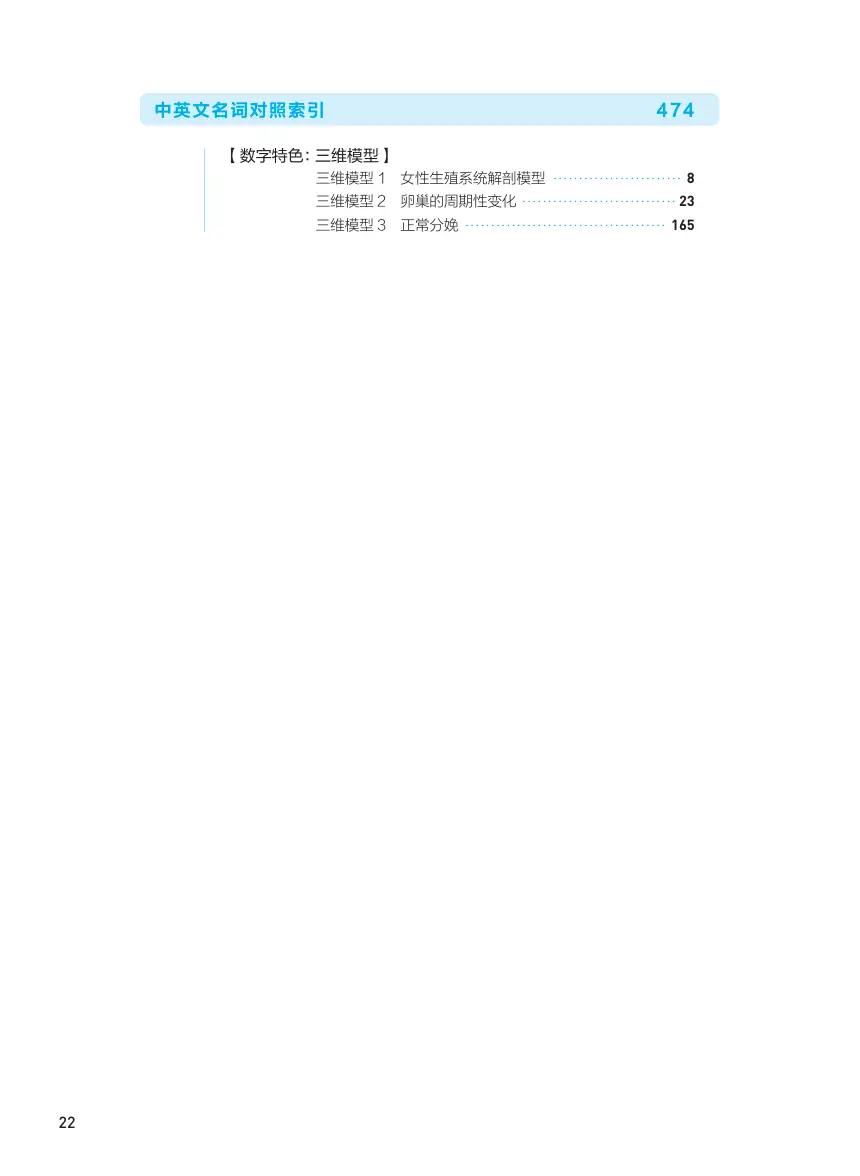 中英文名词对照索引 474
【数字特色：三维模型】
三维模型 1 女性生殖系统解剖模型 ························ 8
三维模型 2 卵巢的周期性变化 ····························· 23
三维模型 3 正常分娩 ······································ 165
22